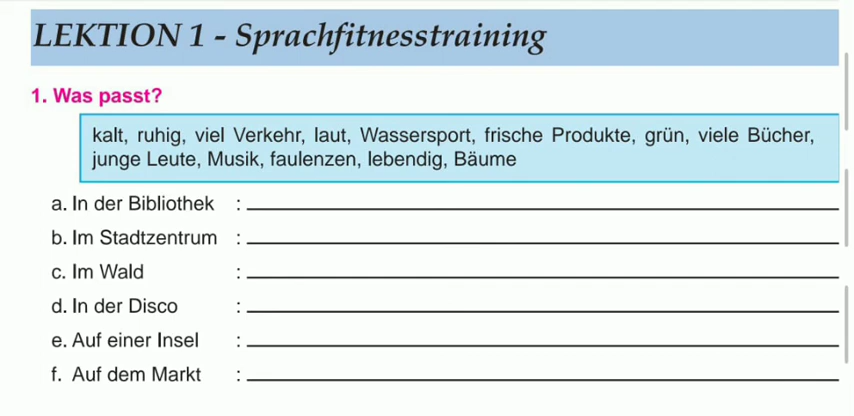 LEKTION 1 - Sprachfitnesstraining
1. Was passt?
kalt, ruhig, viel Verkehr, laut, Wassersport, frische Produkte, grün, viele Bücher,
junge Leute, Musik, faulenzen, lebendig, Bäume
a. In der Bibliothek :
b. Im Stadtzentrum :
c. Im Wald :
d. In der Disco :
e. Auf einer Insel :
f. Auf dem Markt :